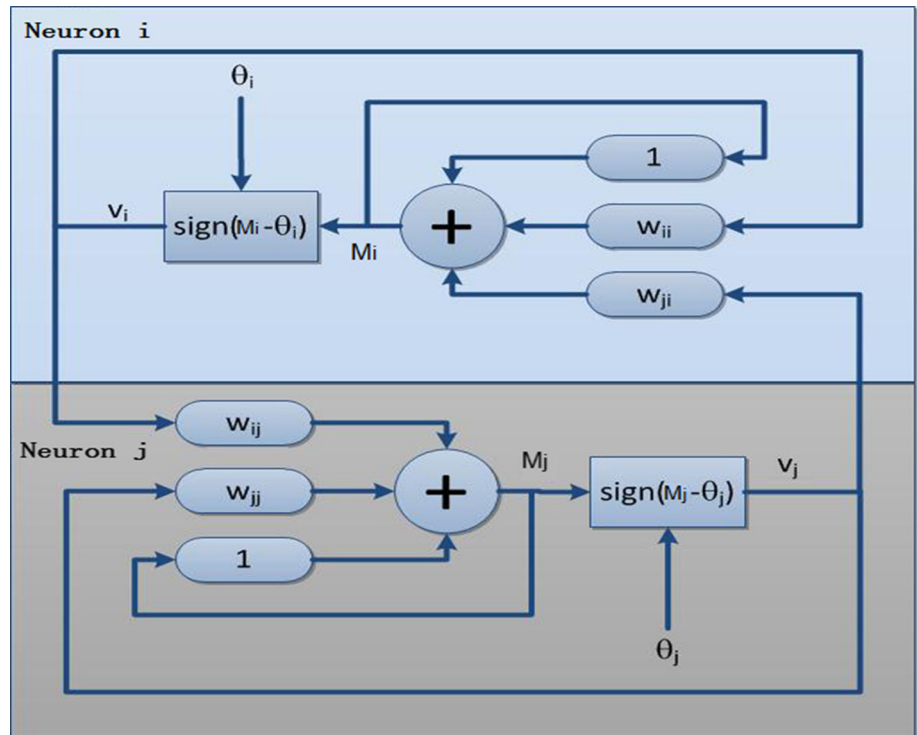 Neuron i
θi
1
vi
sign(Mi-θi)
Mi
+
wii
wji
wij
Neuron j
Mj
vj
wjj
+
sign(Mj-θj)
1
θj